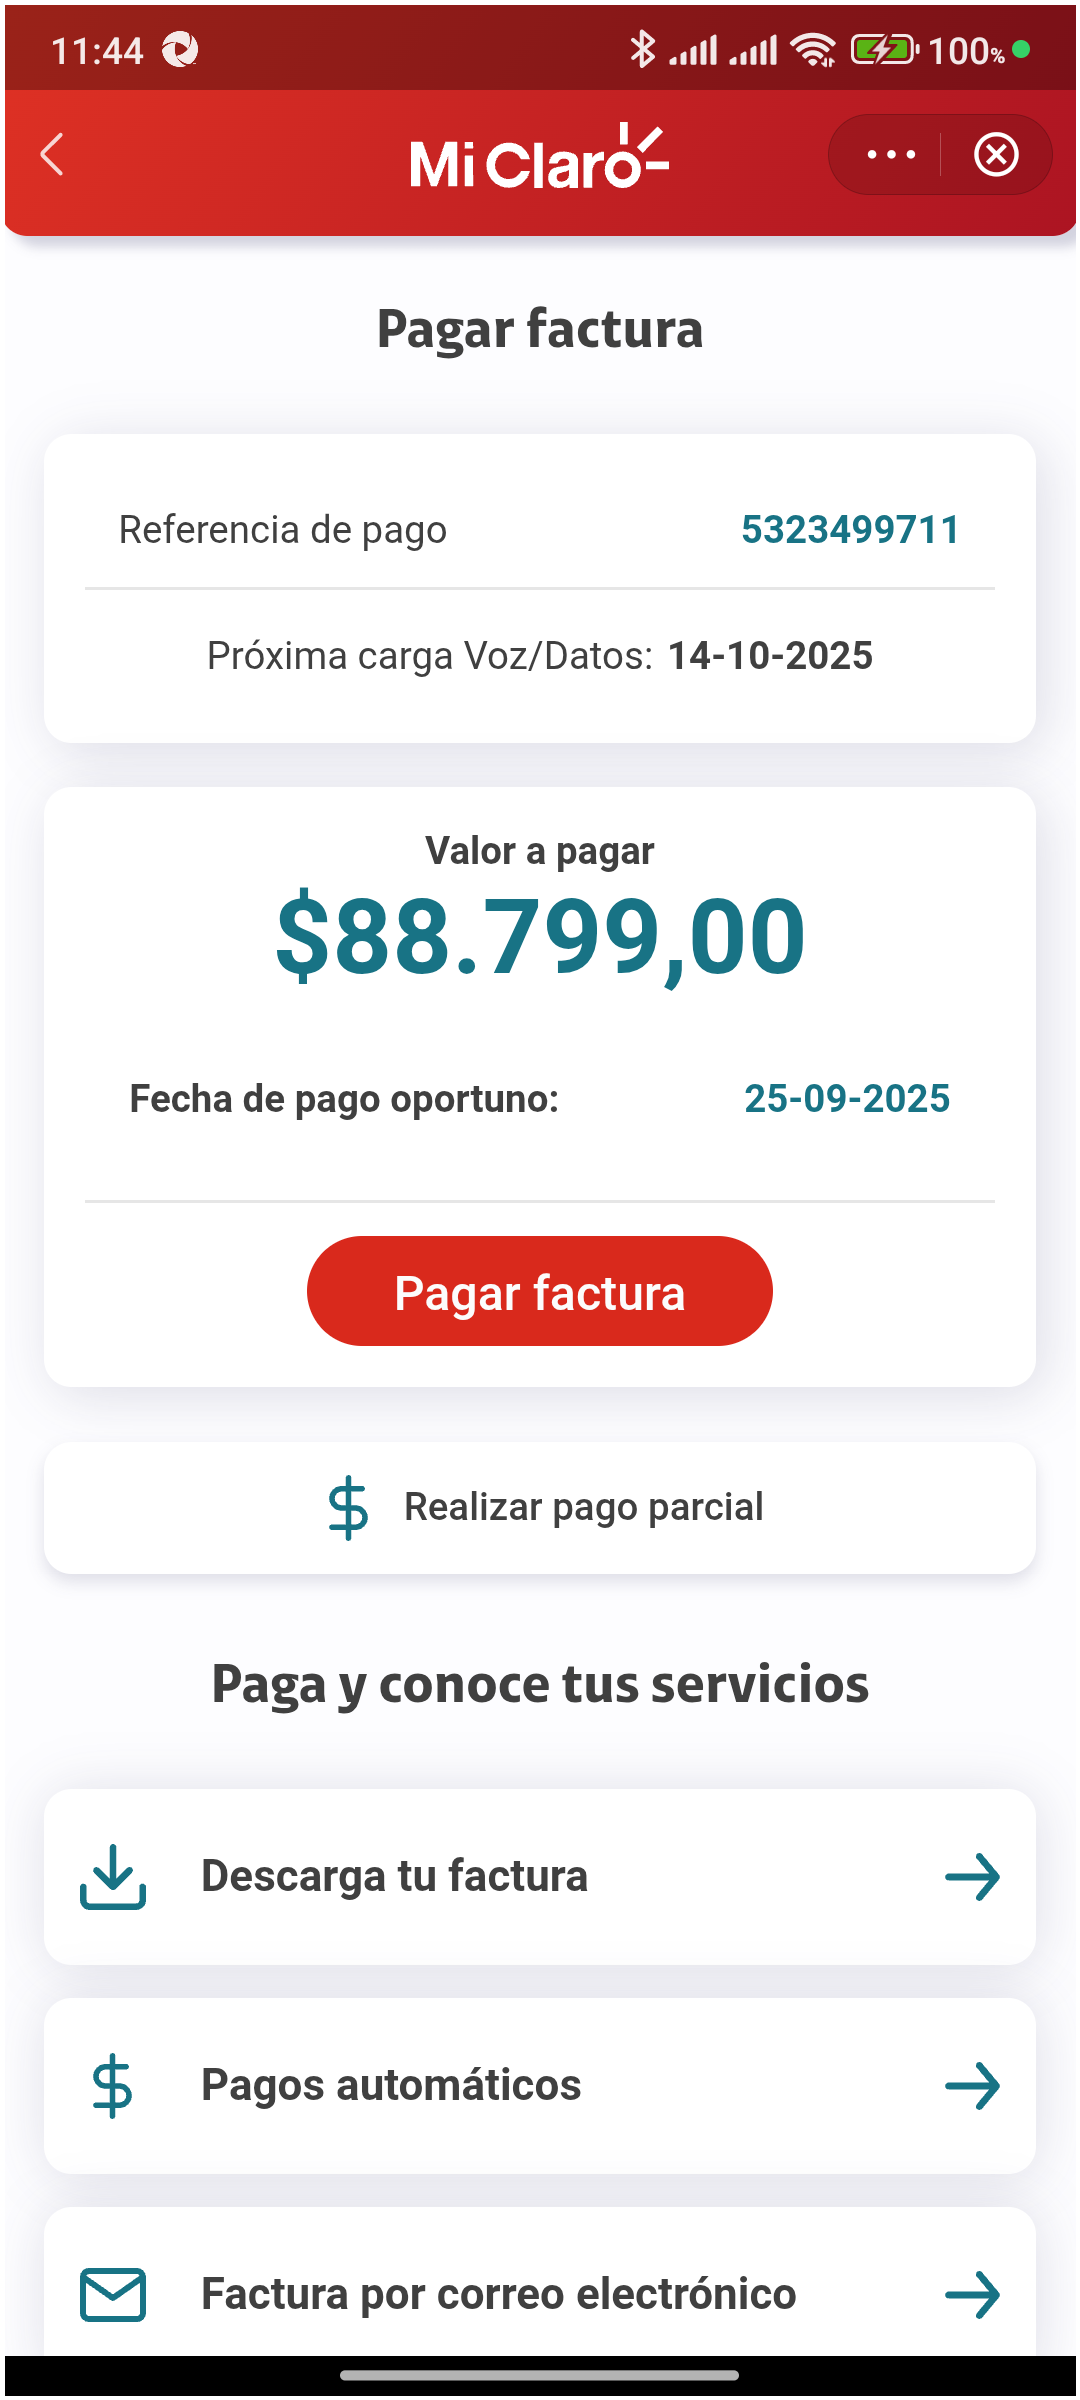 11:44
100%
Mi Claro
Pagar factura
Referencia de pago 5323499711
Próxima carga Voz/Datos: 14-10-2025
Valor a pagar
$88.799,00
Fecha de pago oportuno: 25-09-2025
Pagar factura
Realizar pago parcial
Paga y conoce tus servicios
Descarga tu factura
Pagos automáticos
Factura por correo electrónico